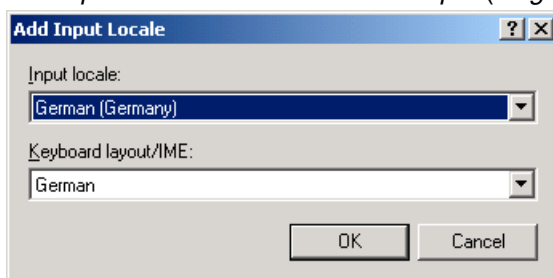 Add Input Locale
Input locale:
German (Germany)
Keyboard layout/IME:
German
OK Cancel